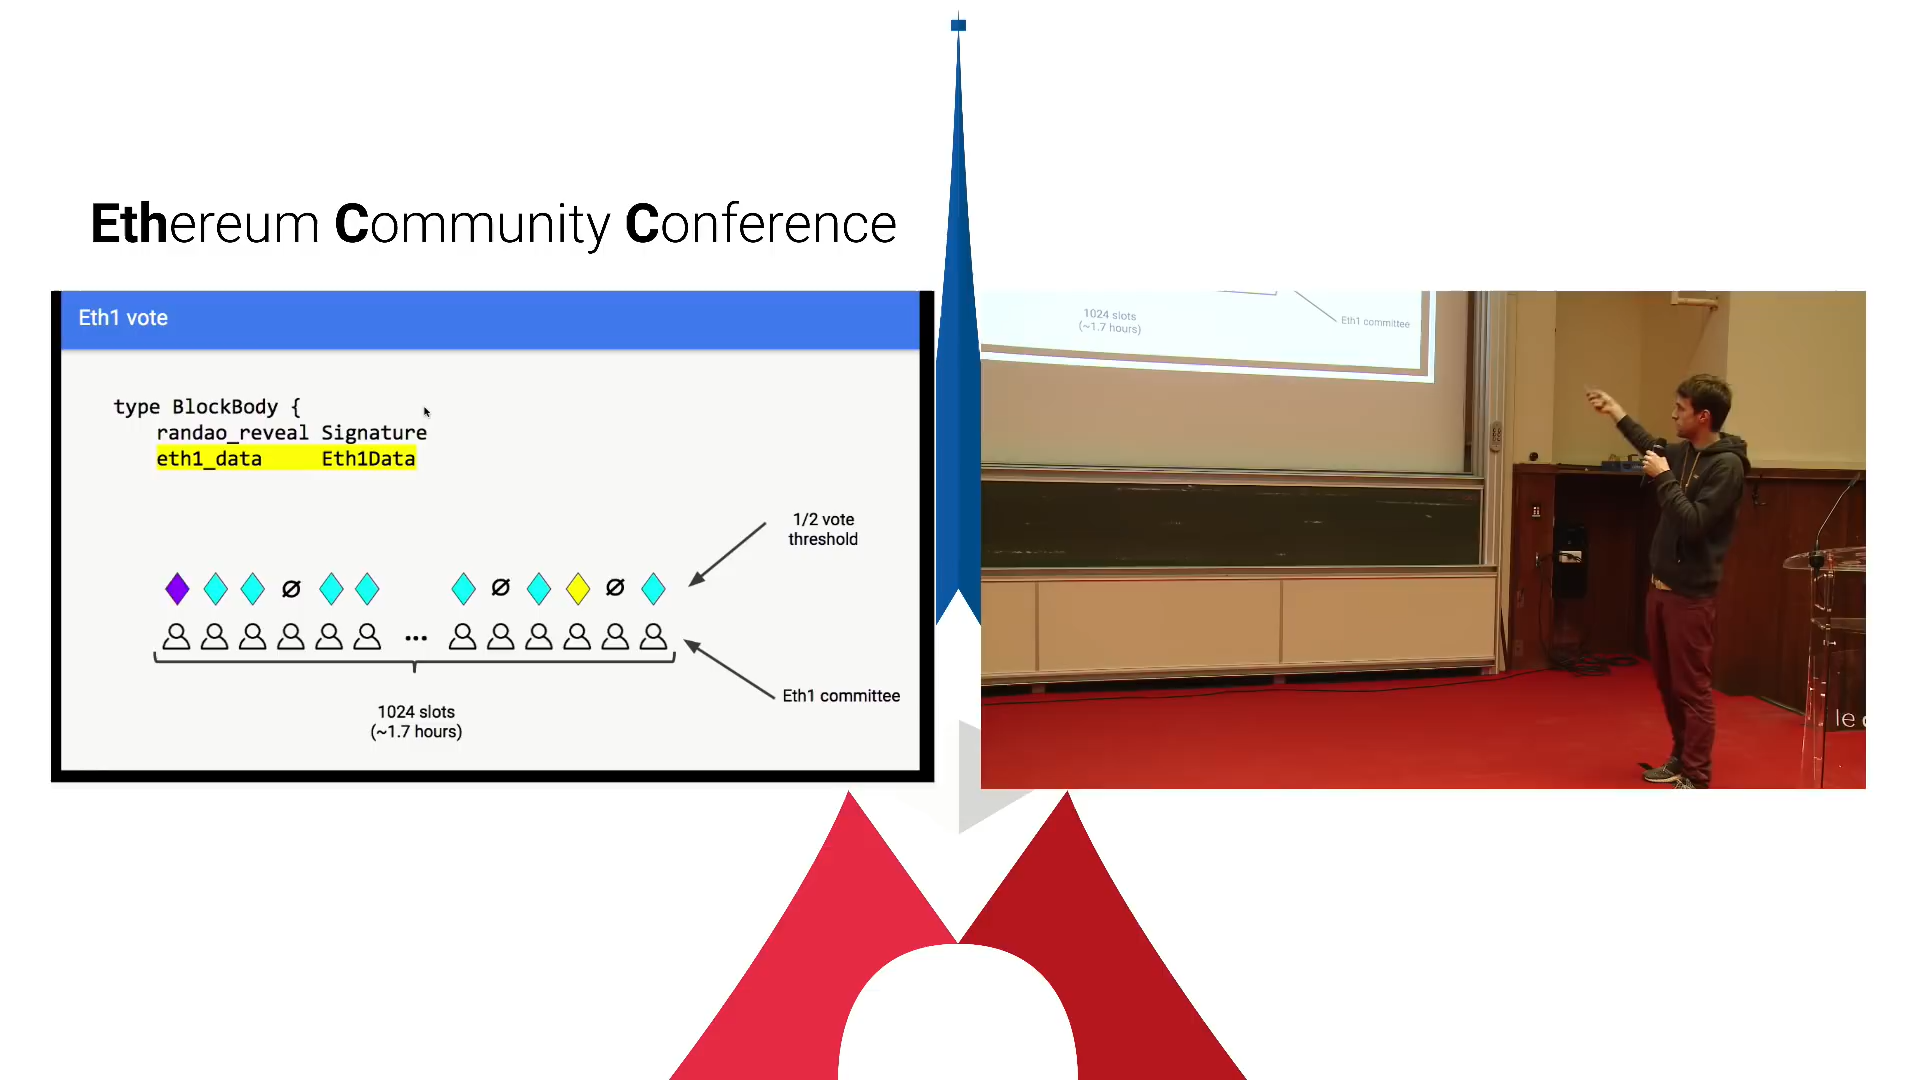 Ethereum Community Conference
Eth1 vote
type BlockBody {
randao_reveal Signature
eth1_data Eth1Data
1/2 vote
threshold
Ø Ø Ø
...
Eth1 committee
1024 slots
(~1.7 hours)
1024 slots
(~1.7 hours)
Eth1 committee
le